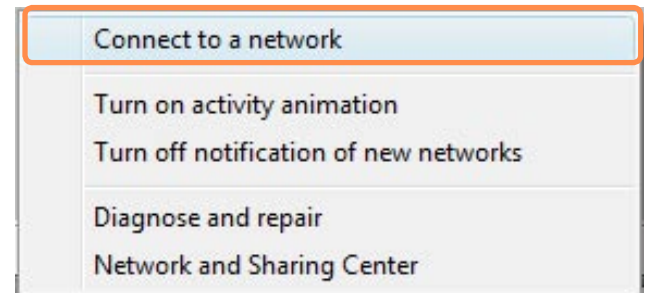 Connect to a network
Turn on activity animation
Turn off notification of new networks
Diagnose and repair
Network and Sharing Center